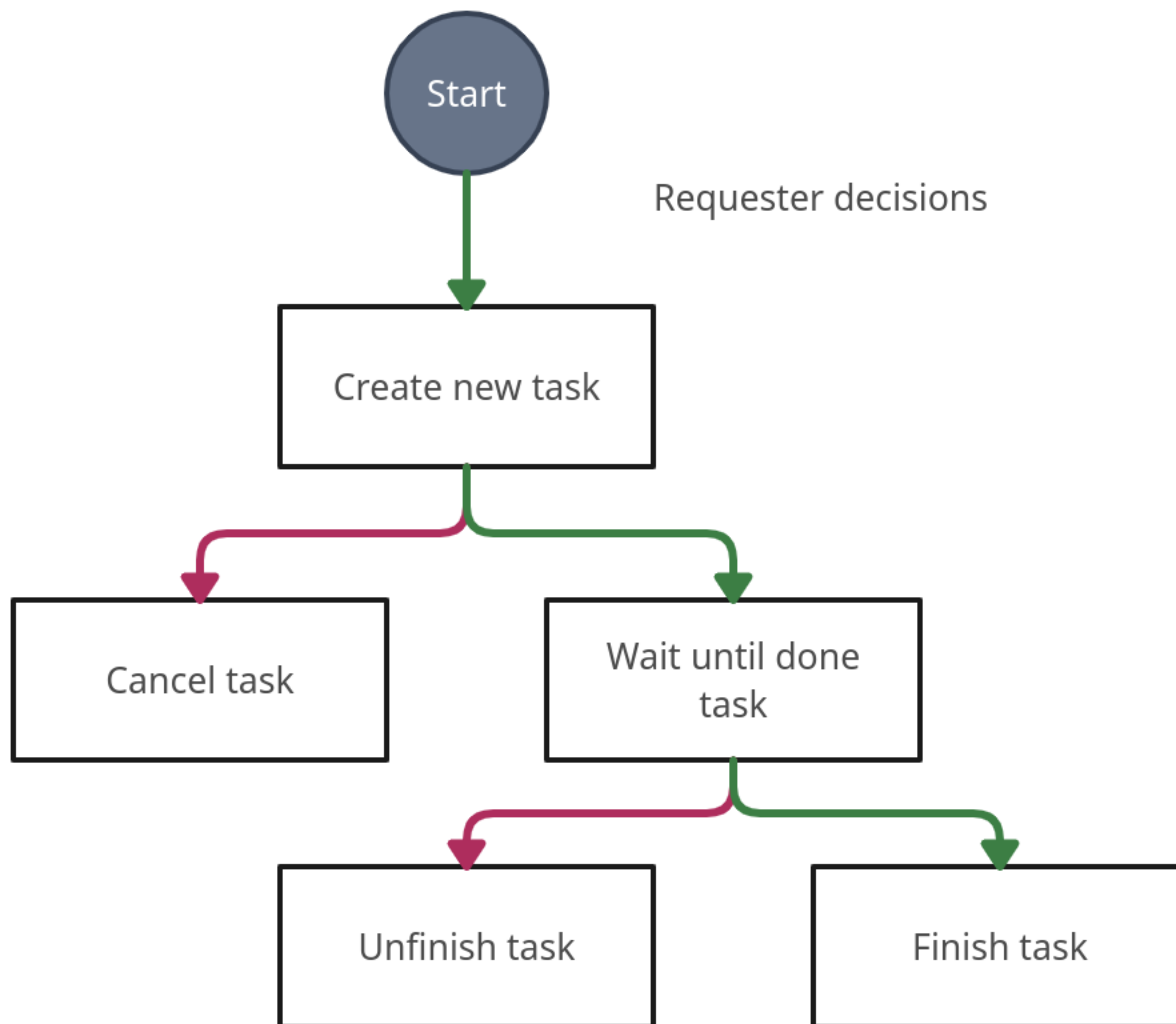 Start
Requester decisions
Create new task
Cancel task
Wait until done
task
Unfinish task
Finish task